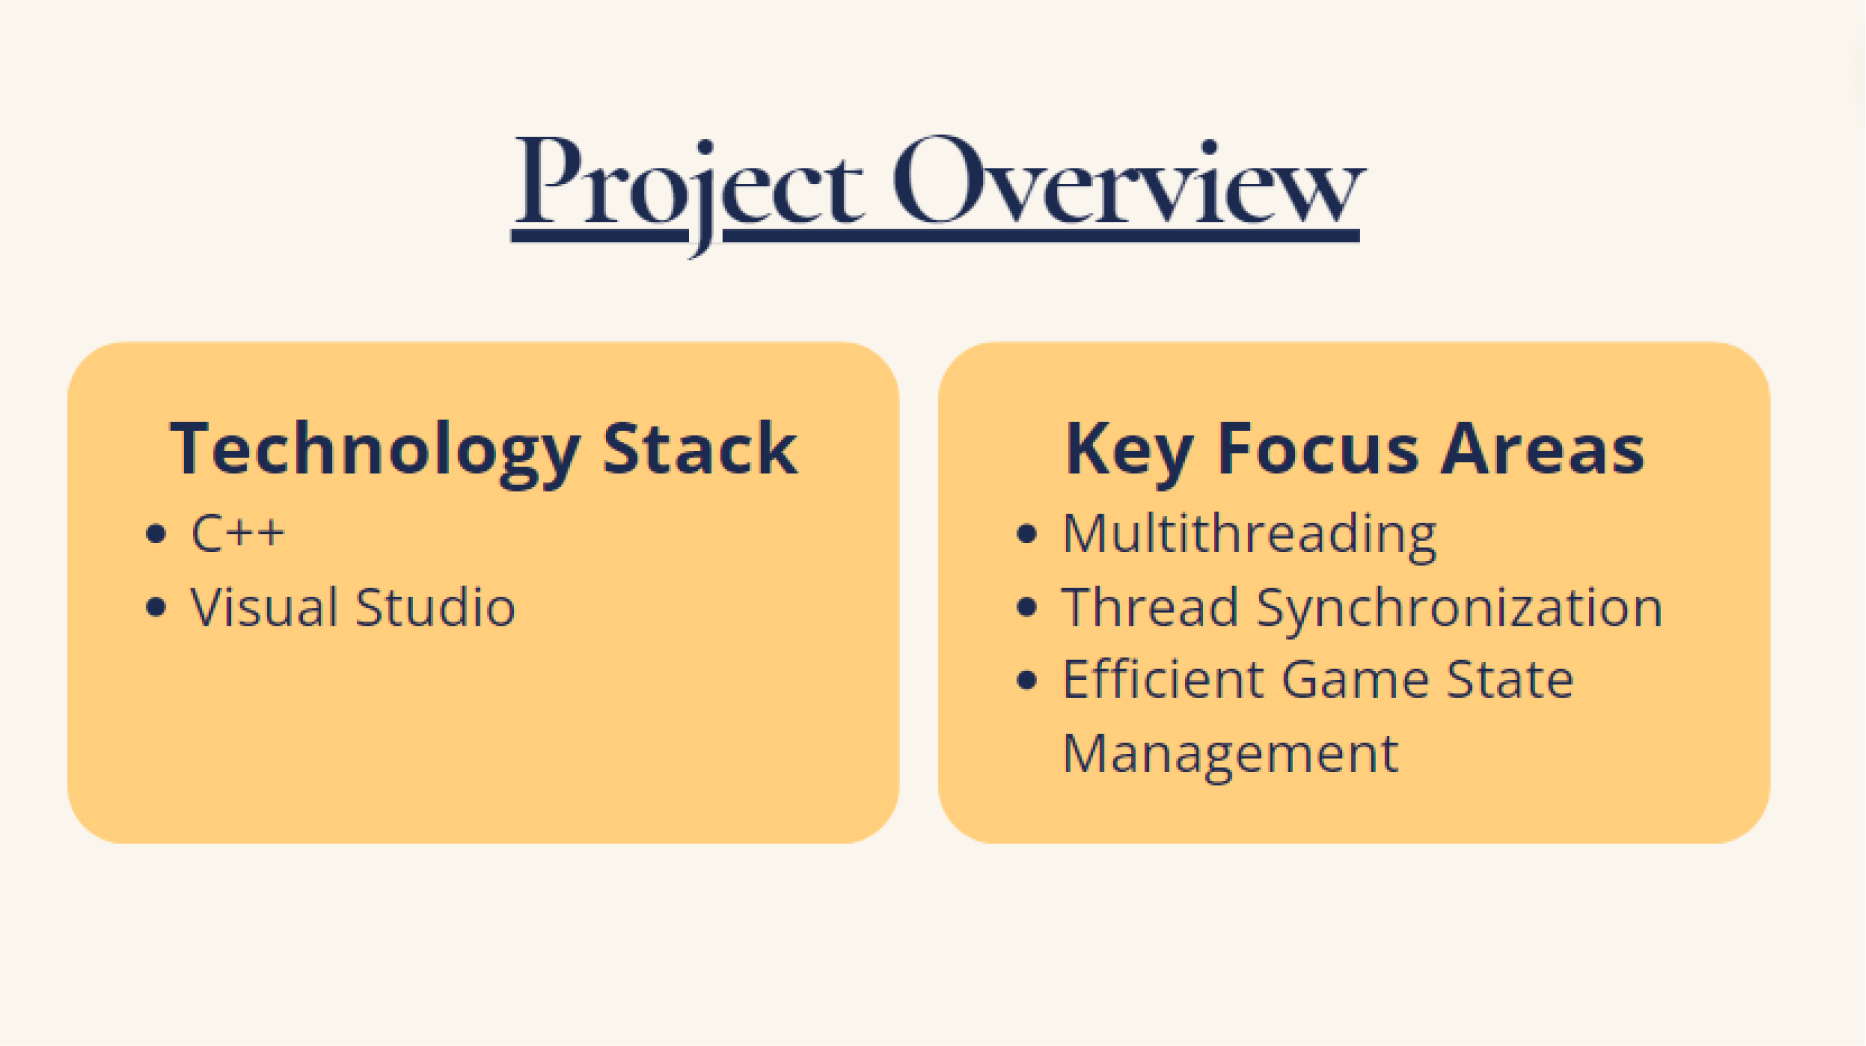 Project Overview
Technology Stack
• C++
• Visual Studio
Key Focus Areas
• Multithreading
• Thread Synchronization
• Efficient Game State
Management